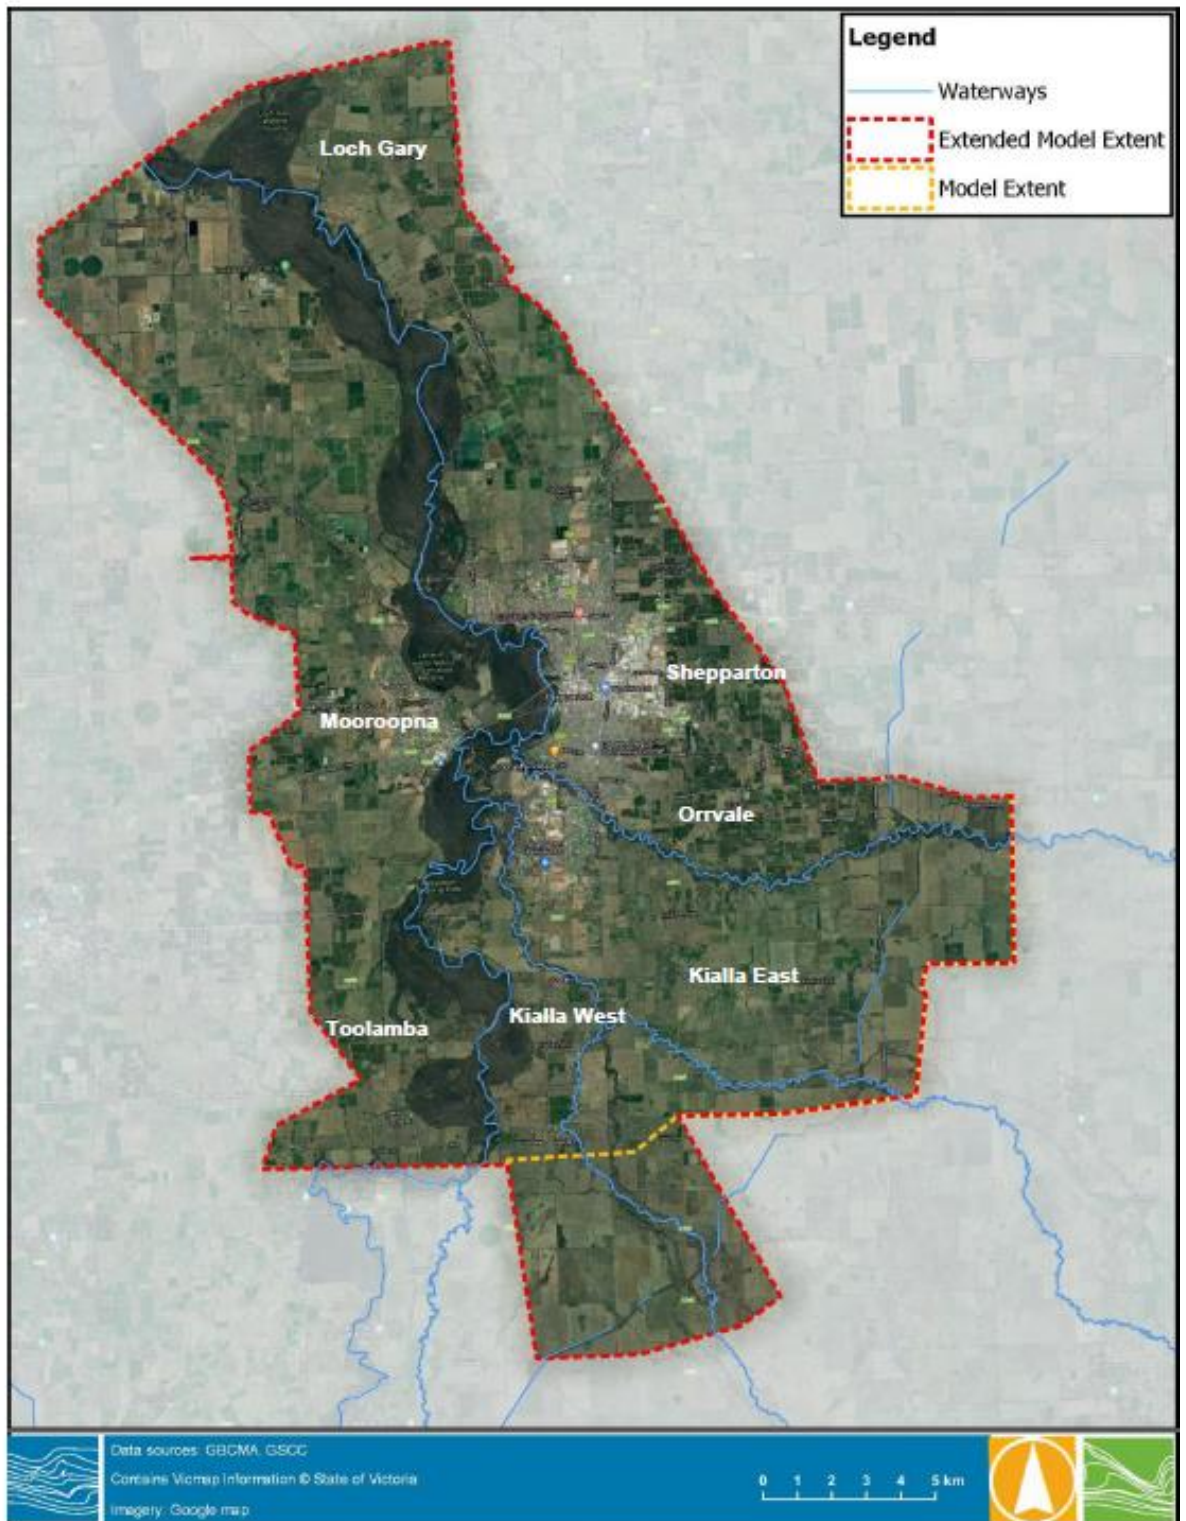 Legend
Waterways
Extended Model Extent
Model Extent
Loch Gary
Shepparton
Mooroopna
Orrvale
Kialla East
Kialla West
Toolamba
Data sources: GBCMA, GSCC
Contains Vicmap Information © State of Victoria
Imagery: Google map
0 1 2 3 4 5 km